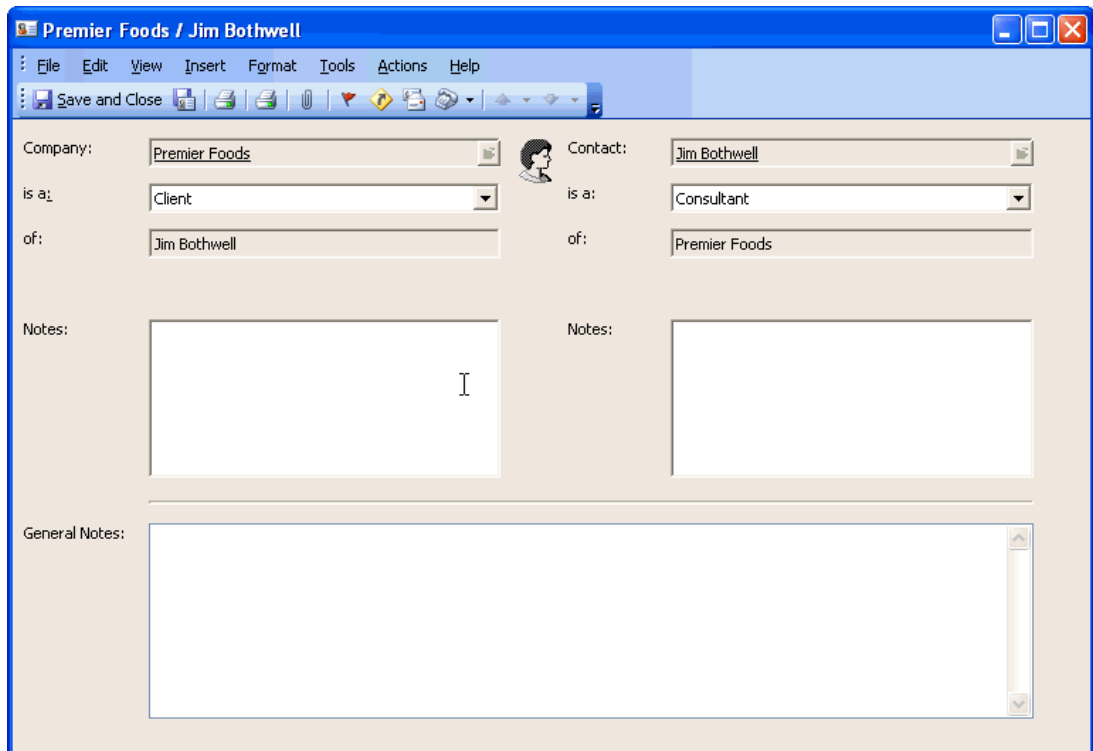 Premier Foods / Jim Bothwell
File Edit View Insert Format Tools Actions Help
Save and Close
Company: Premier Foods Contact: Jim Bothwell
is a: Client is a: Consultant
of: Jim Bothwell of: Premier Foods
Notes: Notes:
General Notes: